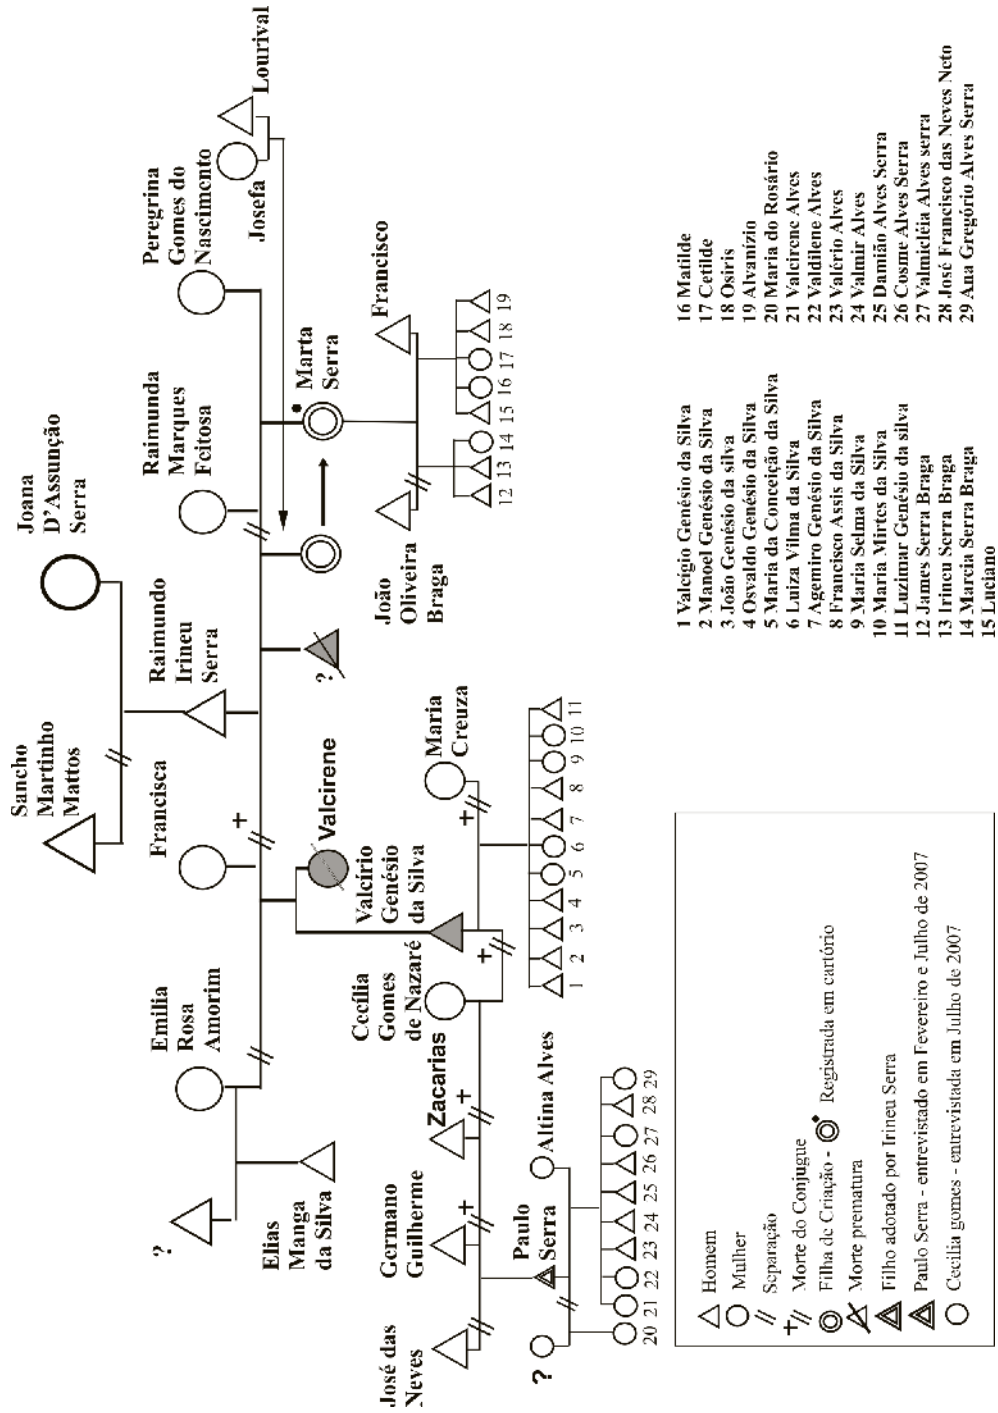 Joana
D'Assunção
Serra
Sancho
Martinho
Mattos
Raimundo
Irineu
Serra
Emilia
Rosa
Amorim
Francisca
Raimunda
Marques
Feitosa
Peregrina
Gomes do
Nascimento
Josefa
Lourival
?
Elias
Manga
da Silva
Valcirene
Valcírio
Genésio
da Silva
?
Marta
Serra
José das
Neves
Germano
Guilherme
Zacarias
Cecília
Gomes
de Nazaré
Maria
Creuza
João
Oliveira
Braga
Francisco
?
Paulo
Serra
Altina Alves
20 21 22 23 24 25 26 27 28 29
1 2 3 4 5 6 7 8 9 10 11
12 13 14 15 16 17 18 19
Homem
Mulher
Separação
Morte do Conjugue
Filha de Criação - Registrada em cartório
Morte prematura
Filho adotado por Irineu Serra
Paulo Serra - entrevistado em Fevereiro e Julho de 2007
Cecilia gomes - entrevistada em Julho de 2007
1 Valcígio Genésio da Silva
2 Manoel Genésio da Silva
3 João Genésio da silva
4 Osvaldo Genésio da Silva
5 Maria da Conceição da Silva
6 Luiza Vilma da Silva
7 Agemiro Genésio da Silva
8 Francisco Assis da Silva
9 Maria Selma da Silva
10 Maria Mirtes da Silva
11 Luzimar Genésio da silva
12 James Serra Braga
13 Irineu Serra Braga
14 Marcia Serra Braga
15 Luciano
16 Matilde
17 Cetilde
18 Osiris
19 Alvanízio
20 Maria do Rosário
21 Valcirene Alves
22 Valdilene Alves
23 Valério Alves
24 Valmir Alves
25 Damião Alves Serra
26 Cosme Alves Serra
27 Valmicléia Alves serra
28 José Francisco das Neves Neto
29 Ana Gregório Alves Serra